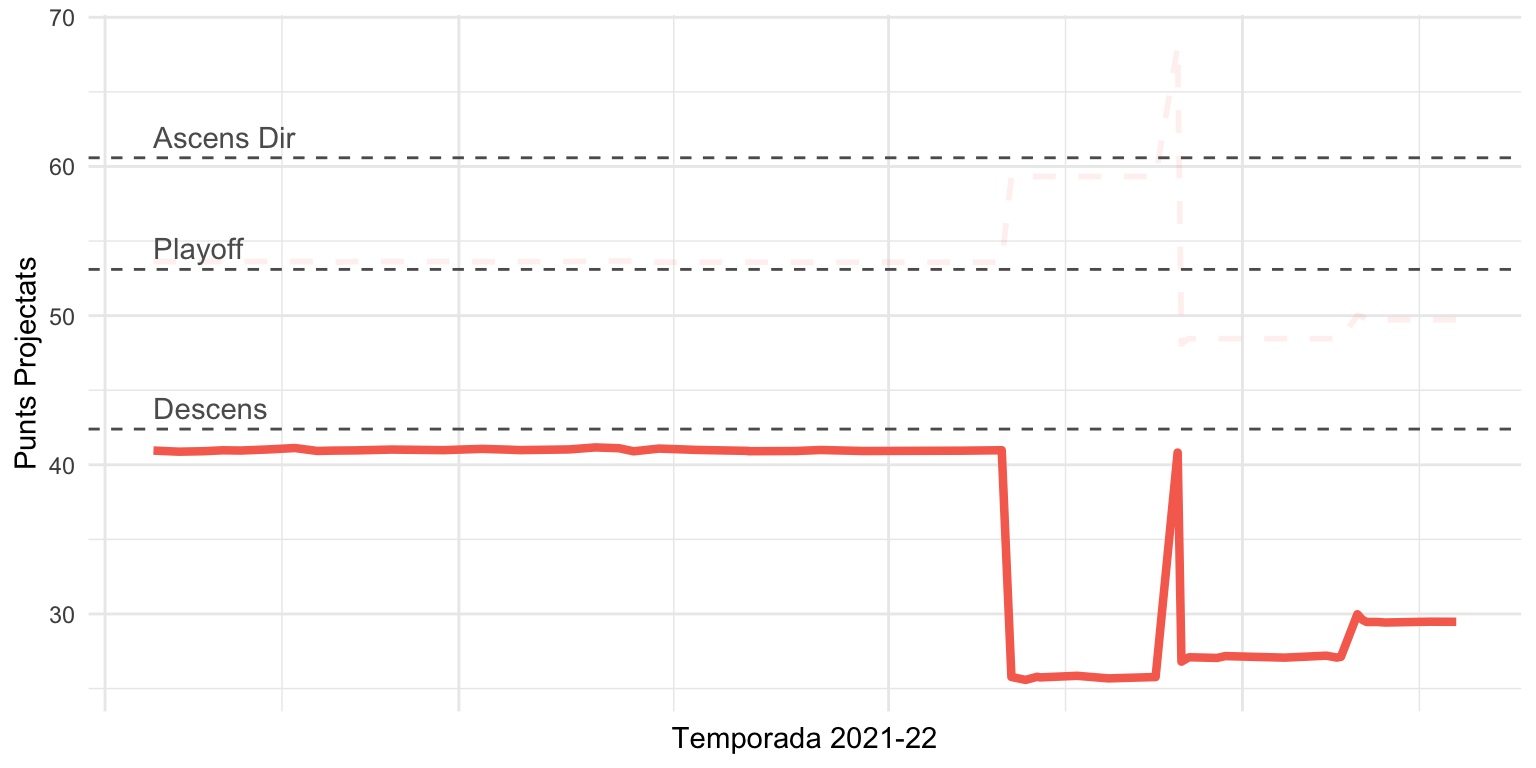 70
60
50
40
30
Punts Projectats
Ascens Dir
Playoff
Descens
Temporada 2021-22